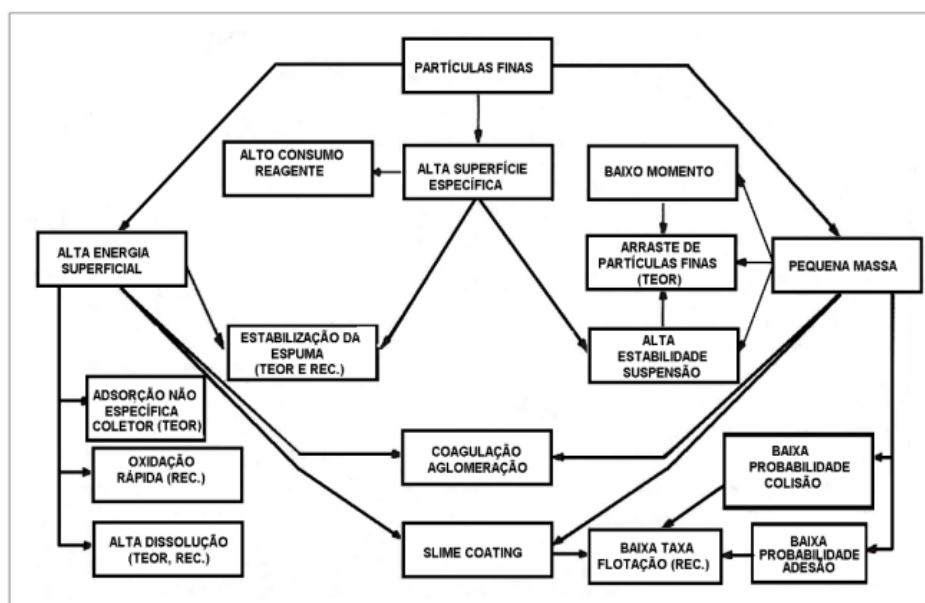 PARTÍCULAS FINAS
ALTO CONSUMO
REAGENTE
ALTA SUPERFÍCIE
ESPECÍFICA
BAIXO MOMENTO
ALTA ENERGIA
SUPERFICIAL
ARRASTE DE
PARTÍCULAS FINAS
(TEOR)
PEQUENA MASSA
ESTABILIZAÇÃO DA
ESPUMA
(TEOR E REC.)
ALTA
ESTABILIDADE
SUSPENSÃO
ADSORÇÃO NÃO
ESPECÍFICA
COLETOR (TEOR)
COAGULAÇÃO
AGLOMERAÇÃO
BAIXA
PROBABILIDADE
COLISÃO
OXIDAÇÃO
RÁPIDA (REC.)
ALTA DISSOLUÇÃO
(TEOR, REC.)
SLIME COATING
BAIXA TAXA
FLOTAÇÃO (REC.)
BAIXA
PROBABILIDADE
ADESÃO